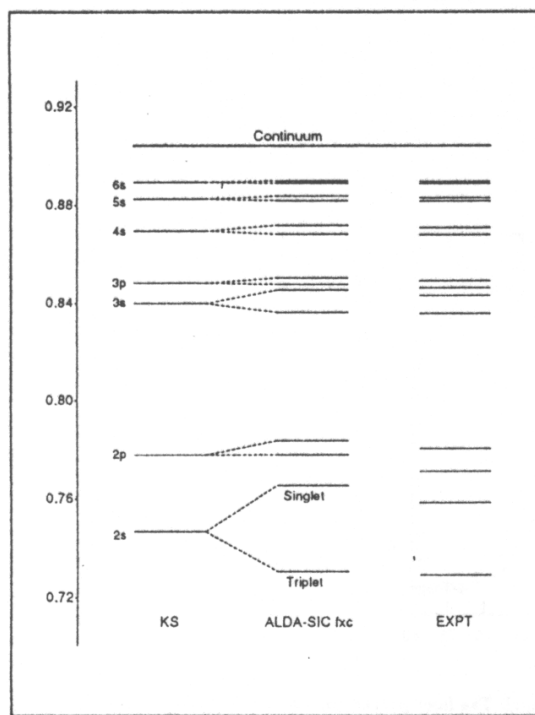 0.92
Continuum
6s
0.88
5s
4s
3p
0.84
3s
0.80
2p
0.76
Singlet
2s
Triplet
0.72
KS
ALDA-SIC fxc
EXPT